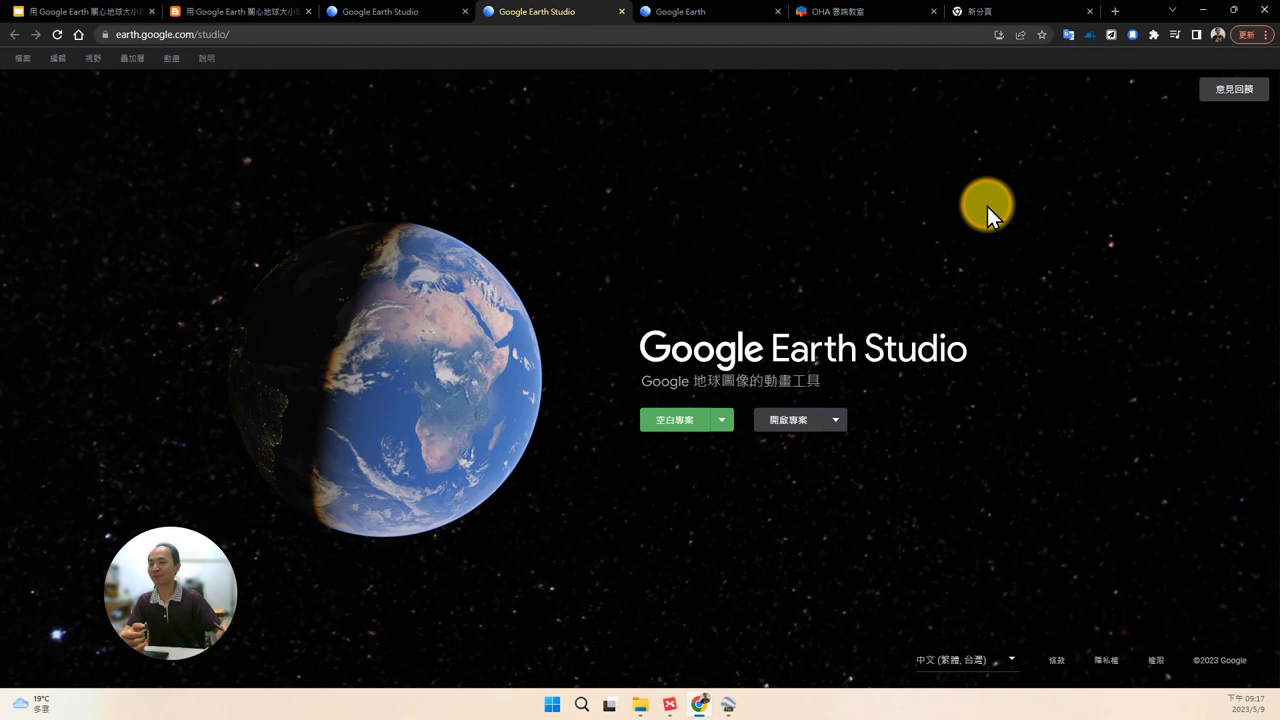 用 Google Earth 關心地球大小
用 Google Earth 關心地球大小
Google Earth Studio
Google Earth Studio
Google Earth
OHA 雲端教室
新分頁
earth.google.com/studio/
更新
檔案 編輯 視野 疊加層 動畫 說明
意見回饋
Google Earth Studio
Google 地球圖像的動畫工具
空白專案 開啟專案
中文 (繁體, 台灣) 條款 隱私權 權限 ©2023 Google
19°C
多雲
下午 09:17
2023/5/9